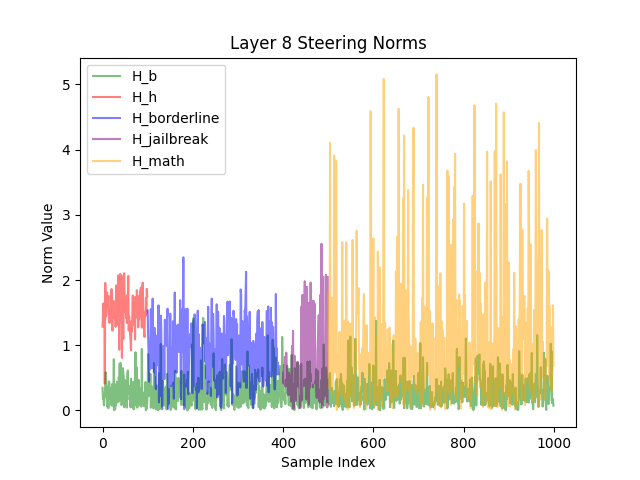 Layer 8 Steering Norms
H_b
H_h
H_borderline
H_jailbreak
H_math
Norm Value
5
4
3
2
1
0
0 200 400 600 800 1000
Sample Index